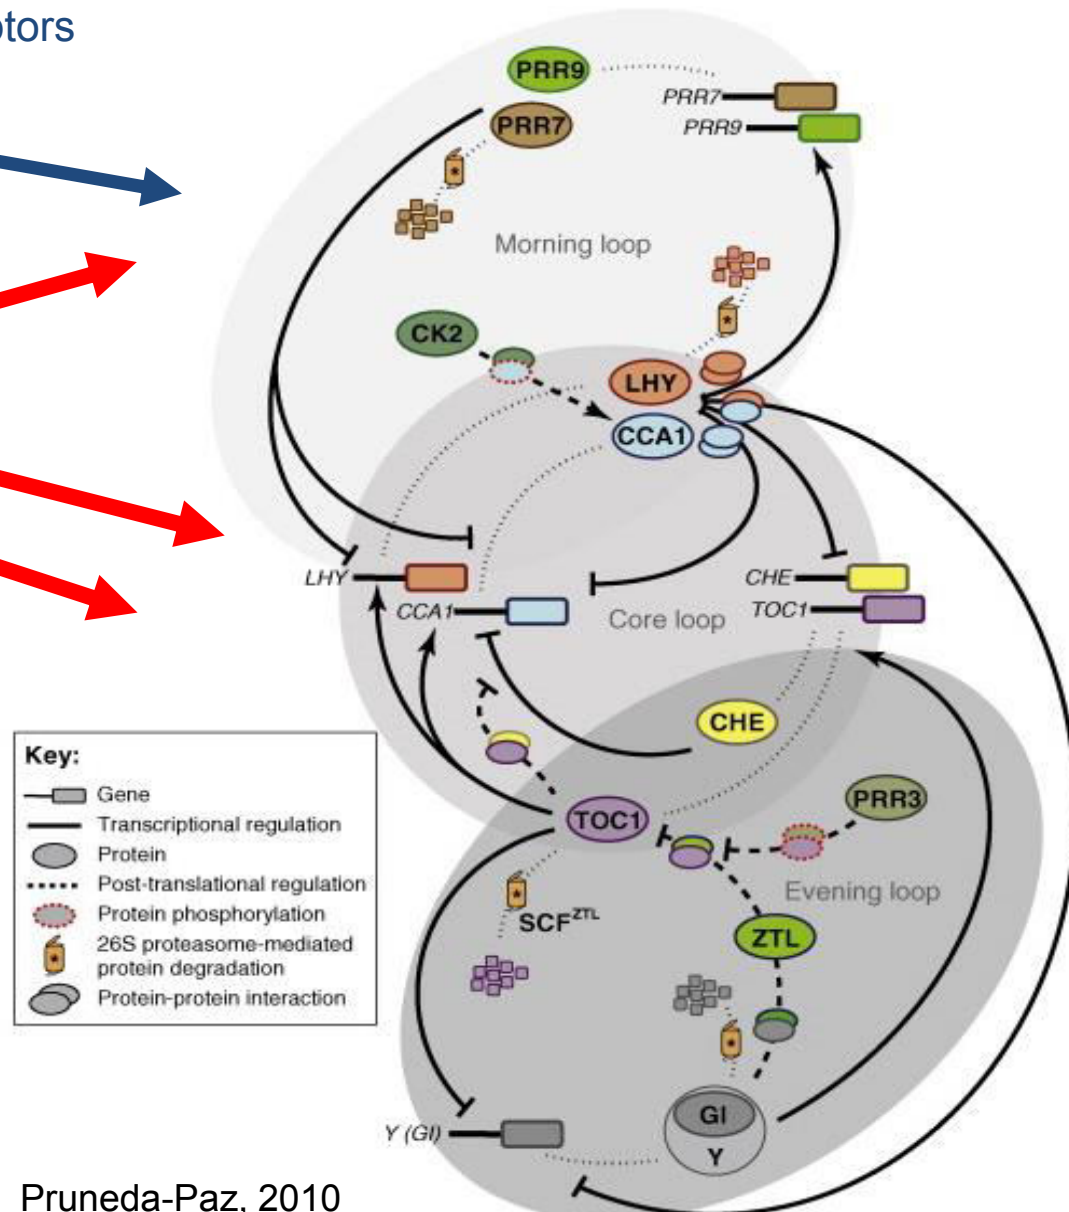 PRR9
PRR7
PRR7
PRR9
Morning loop
CK2
LHY
CCA1
LHY
CCA1
CHE
TOC1
Core loop
CHE
TOC1
PRR3
Evening loop
SCF^ZTL
ZTL
GI
Y
Y (GI)
Key:
Gene
Transcriptional regulation
Protein
Post-translational regulation
Protein phosphorylation
26S proteasome-mediated
protein degradation
Protein-protein interaction
Pruneda-Paz, 2010